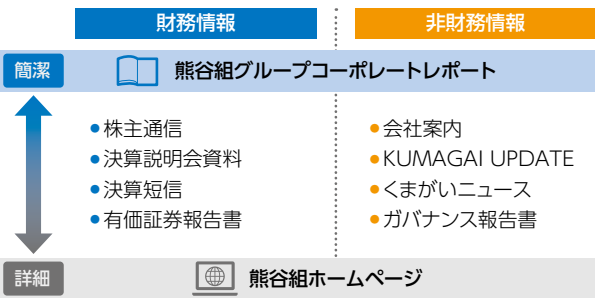 財務情報
非財務情報
簡潔
熊谷組グループコーポレートレポート
●株主通信
●決算説明会資料
●決算短信
●有価証券報告書
●会社案内
●KUMAGAI UPDATE
●くまがいニュース
●ガバナンス報告書
詳細
熊谷組ホームページ